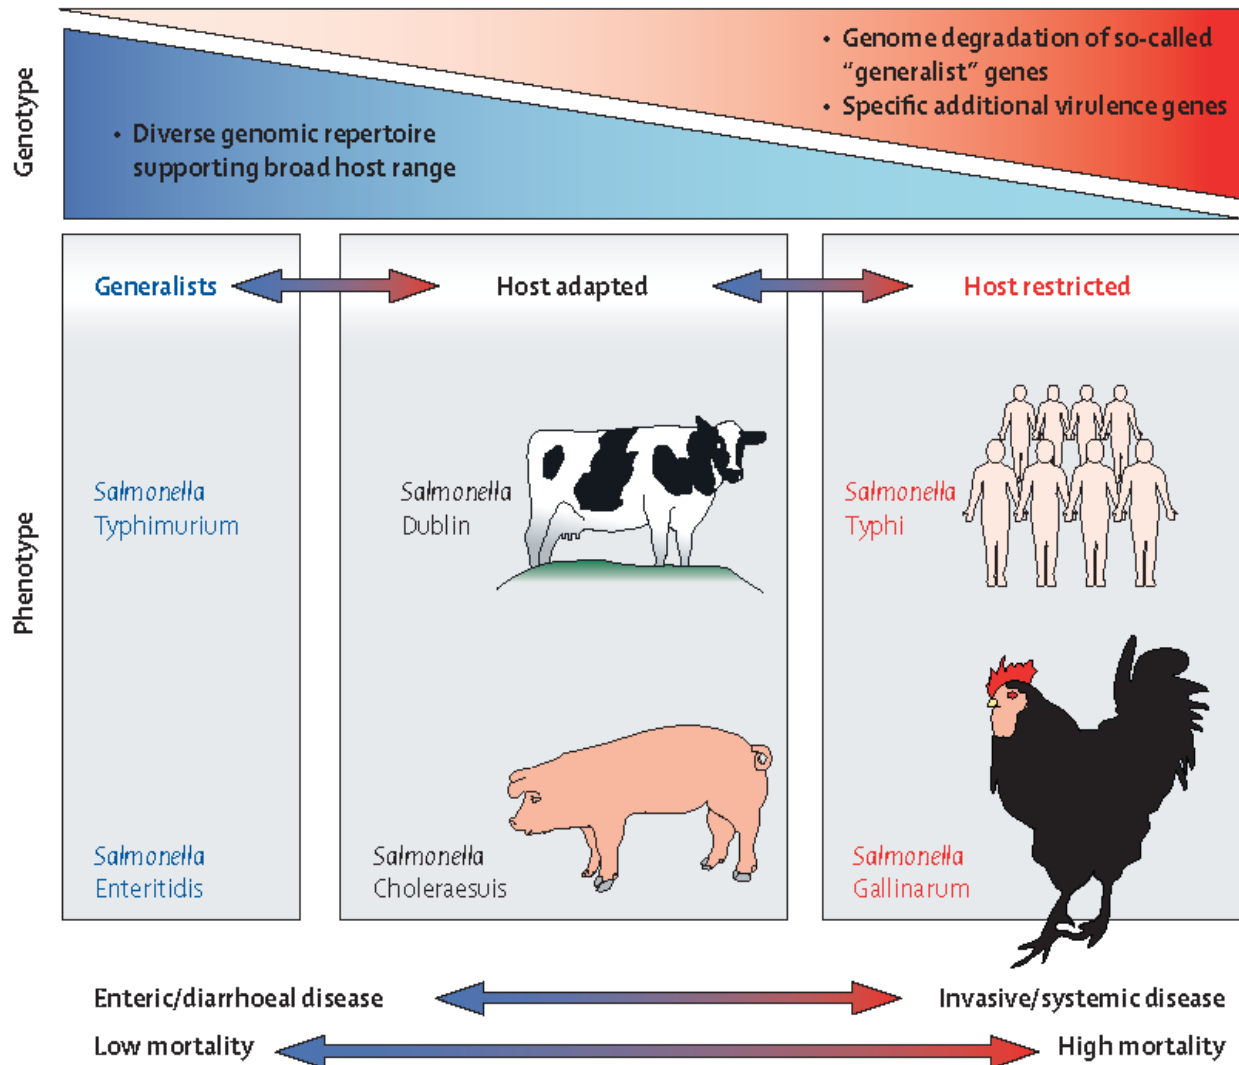 Genotype
• Genome degradation of so-called
“generalist” genes
• Specific additional virulence genes
• Diverse genomic repertoire
supporting broad host range
Phenotype
Generalists
Host adapted
Host restricted
Salmonella
Typhimurium
Salmonella
Dublin
Salmonella
Typhi
Salmonella
Enteritidis
Salmonella
Choleraesuis
Salmonella
Gallinarum
Enteric/diarrhoeal disease
Invasive/systemic disease
Low mortality
High mortality